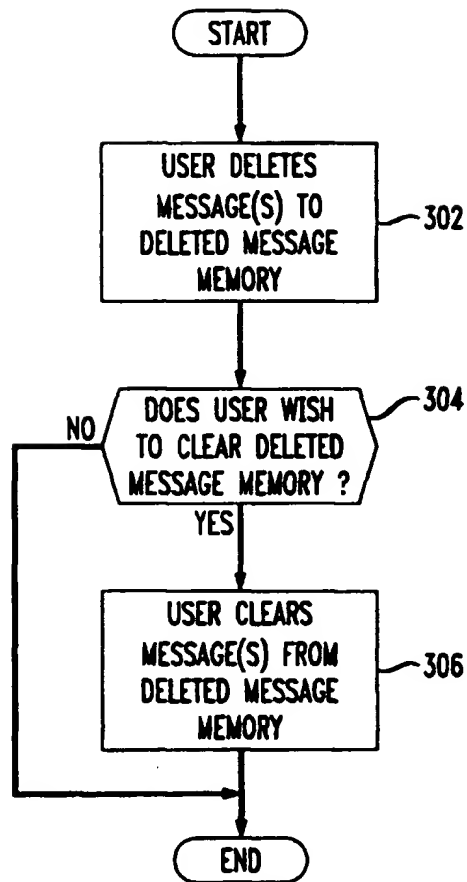 START
USER DELETES
MESSAGE(S) TO
DELETED MESSAGE
MEMORY
302
DOES USER WISH
TO CLEAR DELETED
MESSAGE MEMORY ?
304
NO
YES
USER CLEARS
MESSAGE(S) FROM
DELETED MESSAGE
MEMORY
306
END